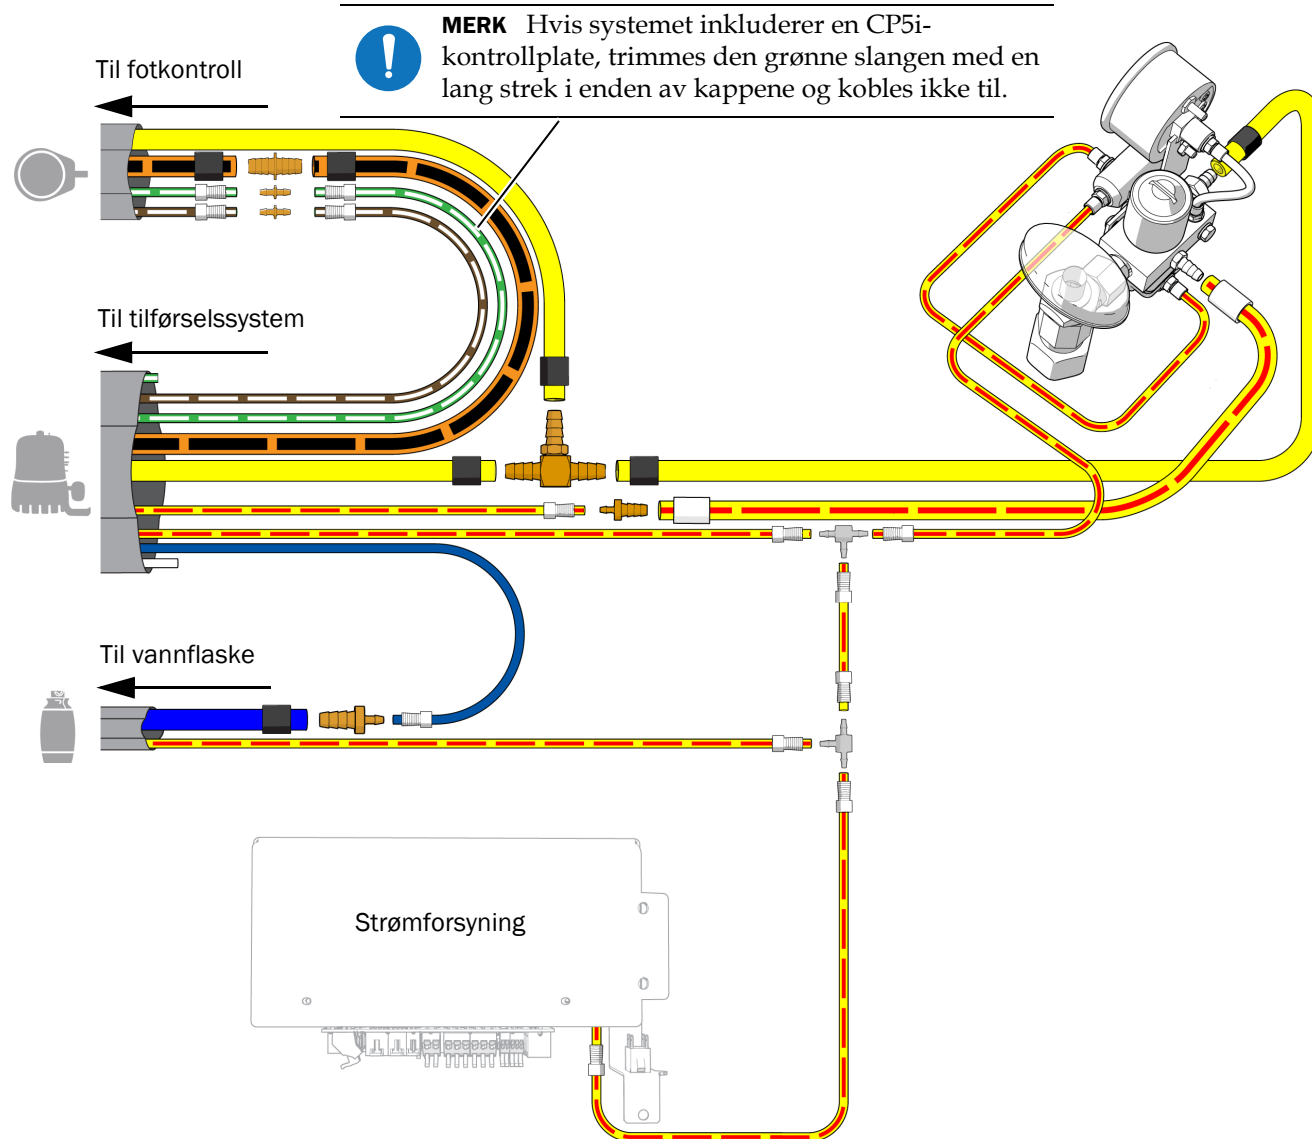 MERK Hvis systemet inkluderer en CP5i-
kontrollplate, trimmes den grønne slangen med en
lang strek i enden av kappene og kobles ikke til.
Til fotkontroll
Til tilførselssystem
Til vannflaske
Strømforsyning